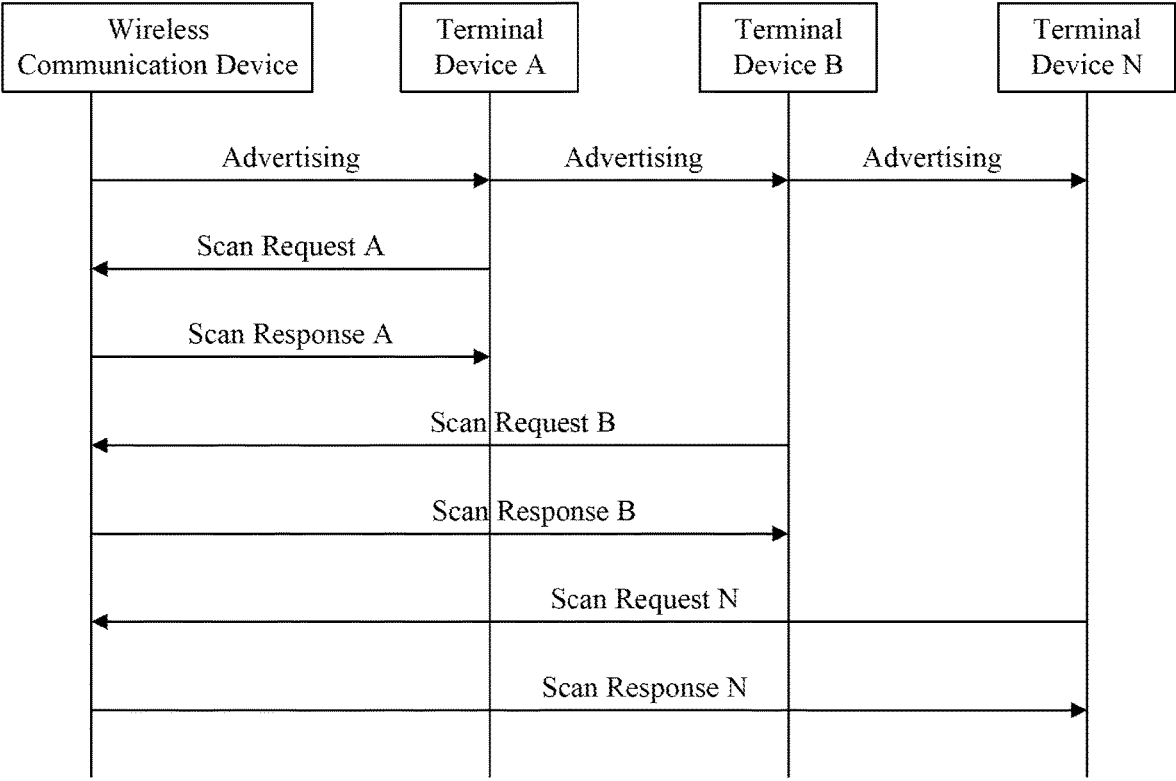 Wireless
Communication Device
Terminal
Device A
Terminal
Device B
Terminal
Device N
Advertising
Advertising
Advertising
Scan Request A
Scan Response A
Scan Request B
Scan Response B
Scan Request N
Scan Response N